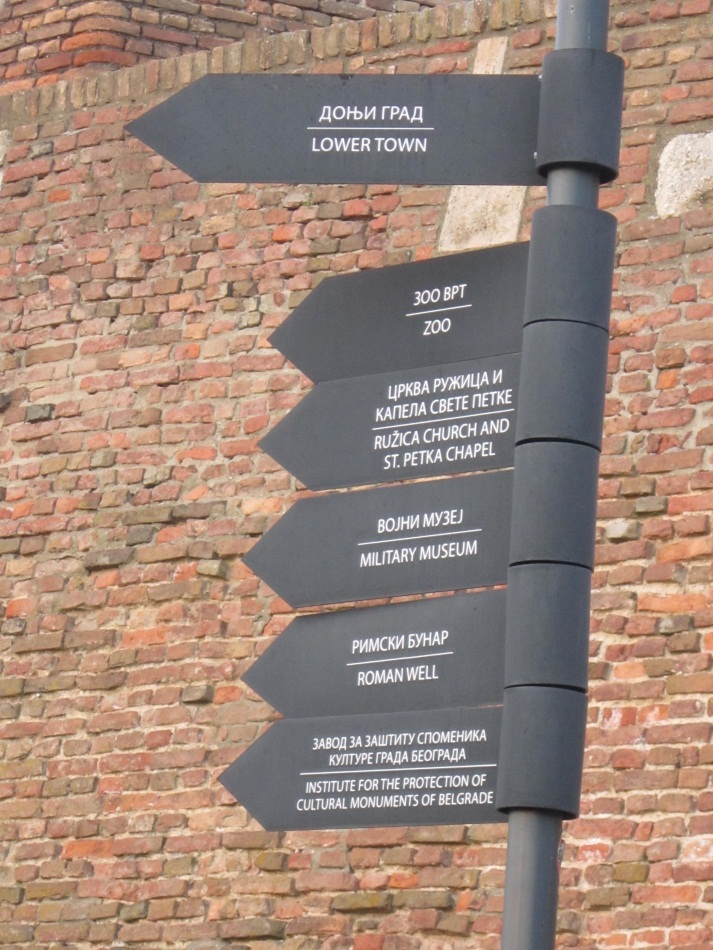 ДОЊИ ГРАД
LOWER TOWN
ЗОО ВРТ
ZOO
ЦРКВА РУЖИЦА И
КАПЕЛА СВЕТЕ ПЕТКЕ
RUŽICA CHURCH AND
ST. PETKA CHAPEL
ВОЈНИ МУЗЕЈ
MILITARY MUSEUM
РИМСКИ БУНАР
ROMAN WELL
ЗАВОД ЗА ЗАШТИТУ СПОМЕНИКА
КУЛТУРЕ ГРАДА БЕОГРАДА
INSTITUTE FOR THE PROTECTION OF
CULTURAL MONUMENTS OF BELGRADE